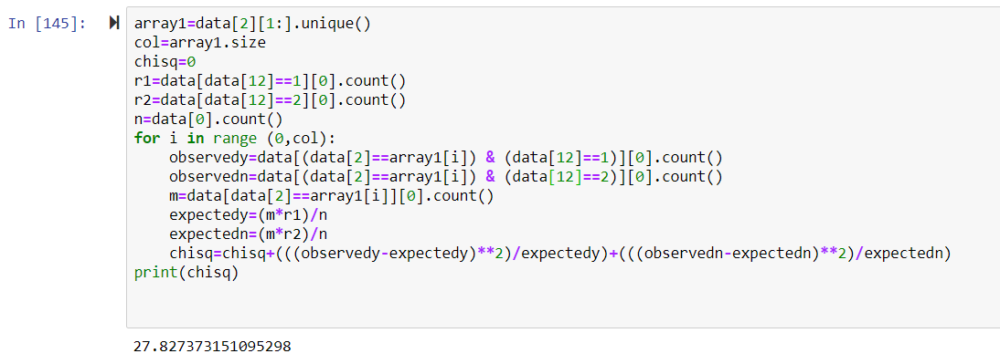 In [145]:
array1=data[2][1:].unique()
col=array1.size
chisq=0
r1=data[data[12]==1][0].count()
r2=data[data[12]==2][0].count()
n=data[0].count()
for i in range (0,col):
    observedy=data[(data[2]==array1[i]) & (data[12]==1)][0].count()
    observedn=data[(data[2]==array1[i]) & (data[12]==2)][0].count()
    m=data[data[2]==array1[i]][0].count()
    expectedy=(m*r1)/n
    expectedn=(m*r2)/n
    chisq=chisq+(((observedy-expectedy)**2)/expectedy)+(((observedn-expectedn)**2)/expectedn)
print(chisq)
27.827373151095298